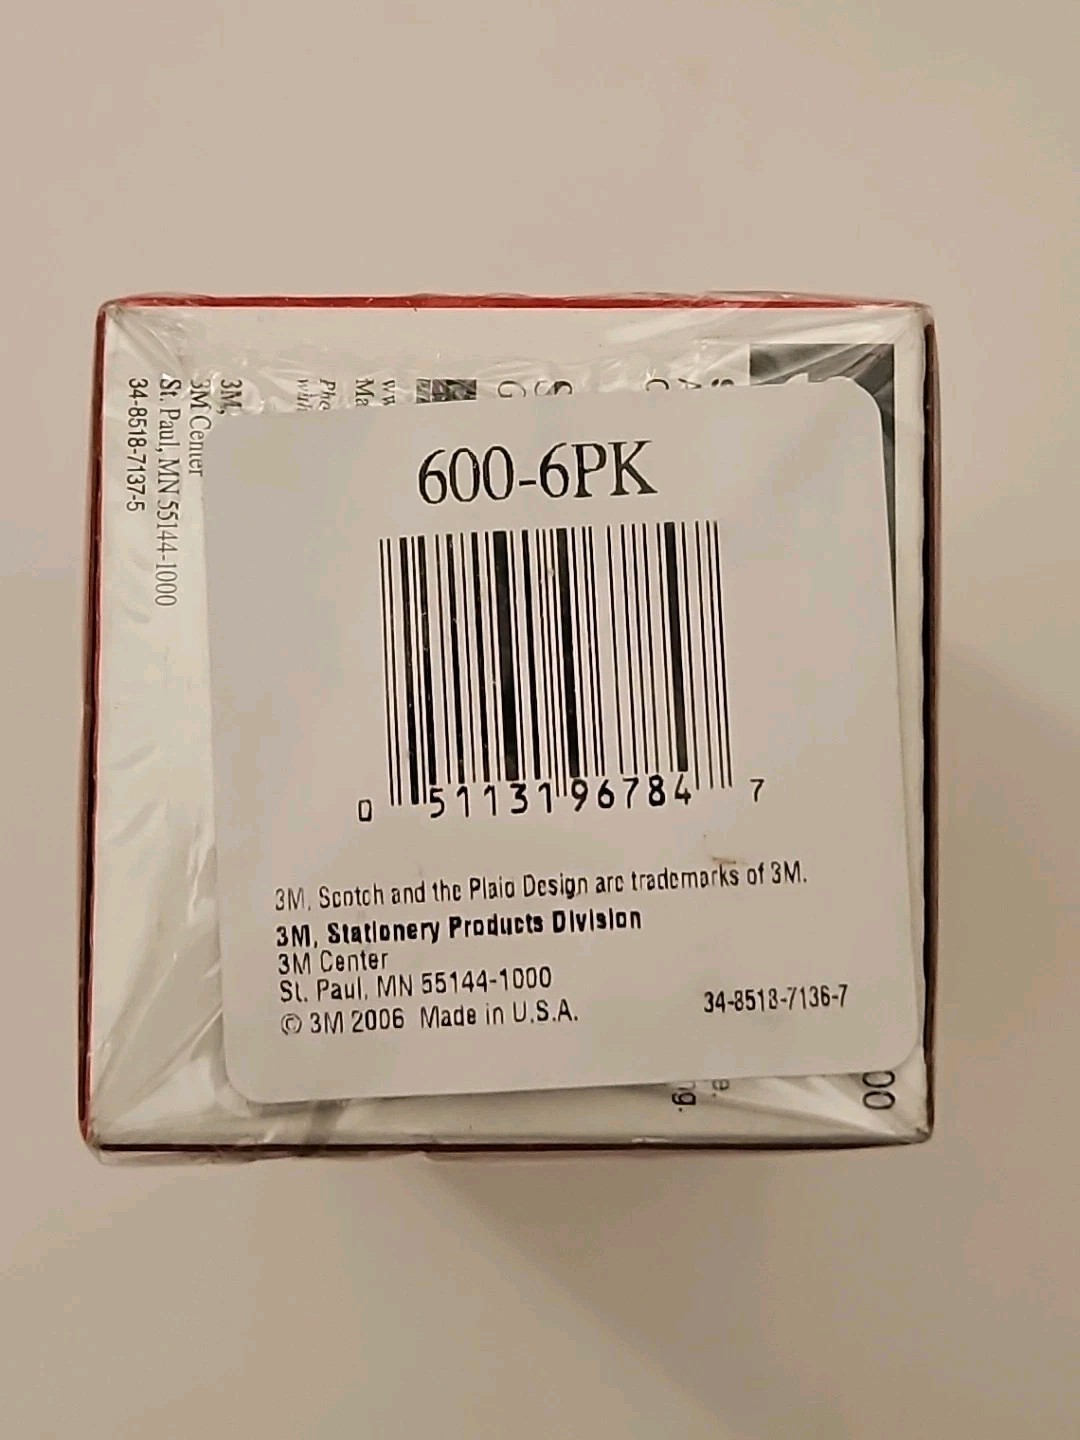 600-6PK
0 51131 96784 7
3M, Scotch and the Plaid Design are trademarks of 3M.
3M, Stationery Products Division
3M Center
St. Paul, MN 55144-1000
© 3M 2006 Made in U.S.A.
34-8518-7136-7
3M,
3M Center
St. Paul, MN 55144-1000
34-8518-7137-5